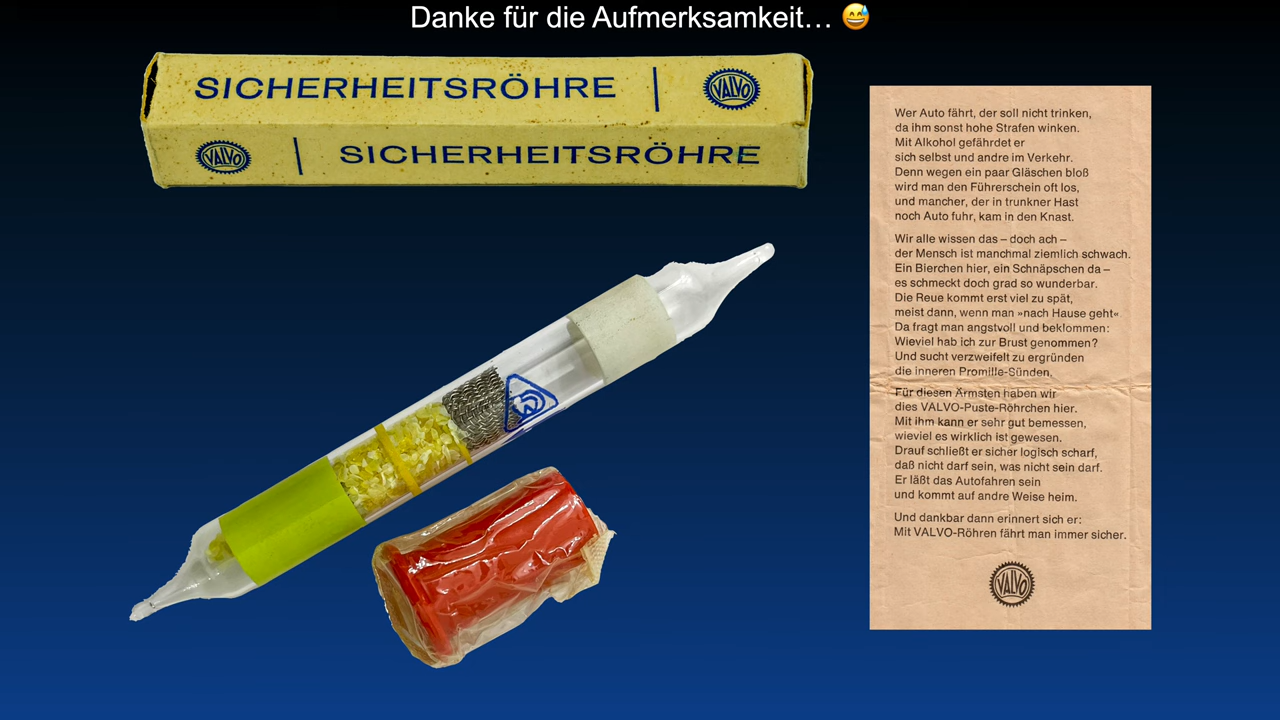 Danke für die Aufmerksamkeit… 😅
SICHERHEITSRÖHRE | VALVO
VALVO | SICHERHEITSRÖHRE
Wer Auto fährt, der soll nicht trinken,
da ihm sonst hohe Strafen winken.
Mit Alkohol gefährdet er
sich selbst und andre im Verkehr.
Denn wegen ein paar Gläschen bloß
wird man den Führerschein oft los,
und mancher, der in trunkner Hast
noch Auto fuhr, kam in den Knast.
Wir alle wissen das – doch ach –
der Mensch ist manchmal ziemlich schwach.
Ein Bierchen hier, ein Schnäpschen da –
es schmeckt doch grad so wunderbar.
Die Reue kommt erst viel zu spät,
meist dann, wenn man »nach Hause geht«
Da fragt man angstvoll und beklommen:
Wieviel hab ich zur Brust genommen?
Und sucht verzweifelt zu ergründen
die inneren Promille-Sünden.
Für diesen Ärmsten haben wir
dies VALVO-Puste-Röhrchen hier.
Mit ihm kann er sehr gut bemessen,
wieviel es wirklich ist gewesen.
Drauf schließt er sicher logisch scharf,
daß nicht darf sein, was nicht sein darf.
Er läßt das Autofahren sein
und kommt auf andre Weise heim.
Und dankbar dann erinnert sich er:
Mit VALVO-Röhren fährt man immer sicher.
VALVO